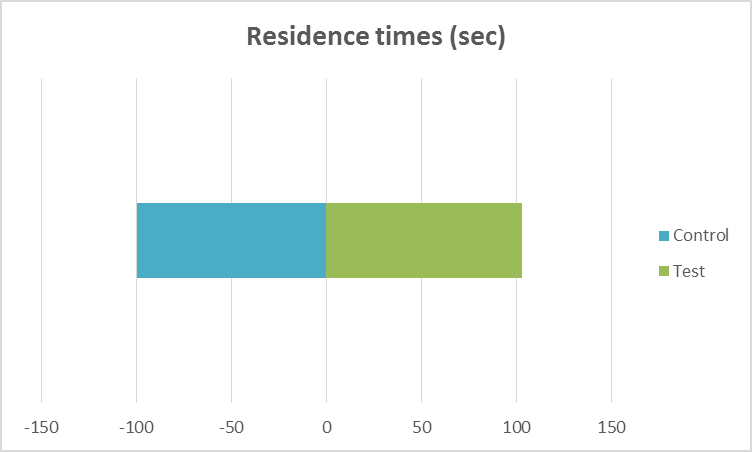 Residence times (sec)
Control
Test
-150 -100 -50 0 50 100 150